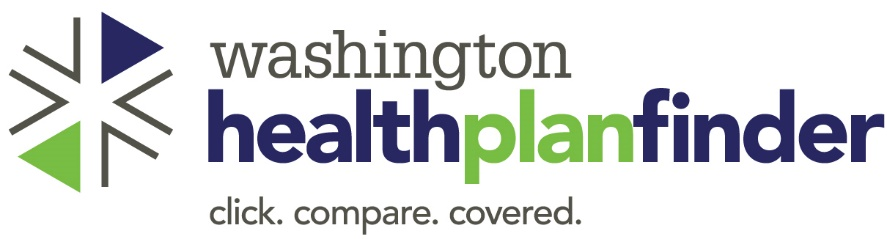 washington
healthplanfinder
click. compare. covered.